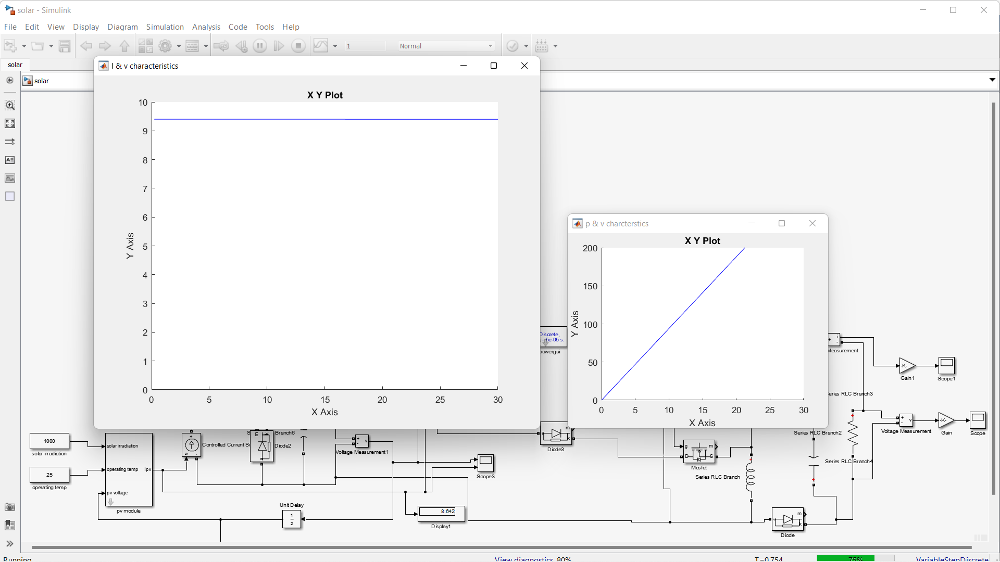 solar - Simulink
File Edit View Display Diagram Simulation Analysis Code Tools Help
1 Normal
solar
solar
I & v characteristics
X Y Plot
10
9
8
7
6
5
4
3
2
1
0
Y Axis
0 5 10 15 20 25 30
X Axis
p & v charcterstics
X Y Plot
200
150
100
50
0
Y Axis
0 5 10 15 20 25 30
X Axis
Discrete,
= 5e-05 s.
powergui
i
+
-
Measurement
-K-
Gain1
Scope1
Series RLC Branch3
1000
solar irradiation
25
operating temp
solar irradiation
operating temp
pv voltage
Ipv
pv module
Controlled Current So
Branch6
Diode2
m
a
+
-
v
Voltage Measurement1
Scope3
Unit Delay
1
z
8.642
Display1
a
m
k
Diode3
g
m
D
S
Mosfet
Series RLC Branch
Series RLC Branch2
Series RLC Branch4
+
-
v
Voltage Measurement
-K-
Gain
Scope
a
m
k
Diode
Running
View diagnostics 80%
T=0.754
75%
VariableStepDiscrete